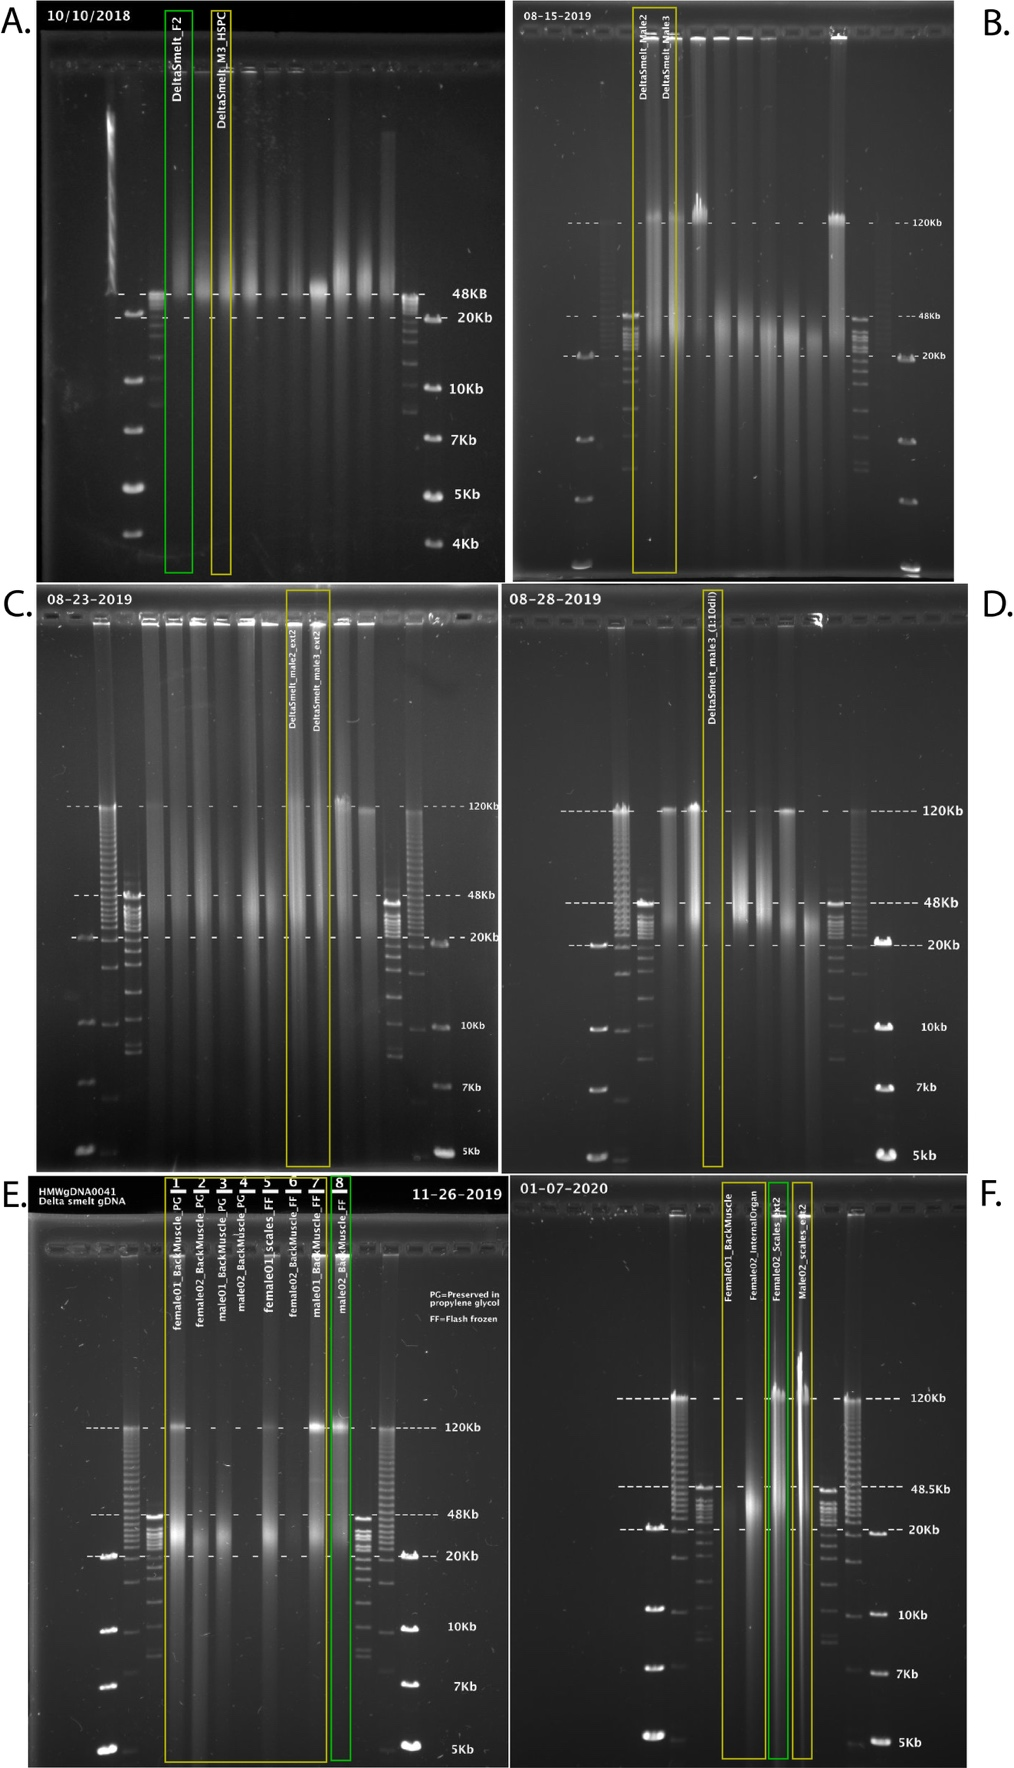 A.
10/10/2018
DeltaSmelt_F2
DeltaSmelt_M3_HSPC
48KB
20Kb
10Kb
7Kb
5Kb
4Kb
B.
08-15-2019
DeltaSmelt_Male2
DeltaSmelt_Male3
120Kb
48Kb
20Kb
C.
08-23-2019
DeltaSmelt_male2_ext2
DeltaSmelt_male3_ext2
120Kb
48Kb
20Kb
10Kb
7Kb
5Kb
D.
08-28-2019
DeltaSmelt_male3_(1:10dil)
120Kb
48Kb
20Kb
10kb
7kb
5kb
E.
HMWgDNA0041
Delta smelt gDNA
11-26-2019
1 2 3 4 5 6 7 8
female01_BackMuscle_PG
female02_BackMuscle_PG
male01_BackMuscle_PG
male02_BackMuscle_PG
female01_scales_FF
female02_BackMuscle_FF
male01_BackMuscle_FF
male02_BackMuscle_FF
PG=Preserved in
propylene glycol
FF=Flash frozen
120Kb
48Kb
20Kb
10Kb
7Kb
5Kb
F.
01-07-2020
Female01_BackMuscle
Female02_InternalOrgan
Female02_Scales_ext2
Male02_scales_ext2
120Kb
48.5Kb
20Kb
10Kb
7Kb
5Kb